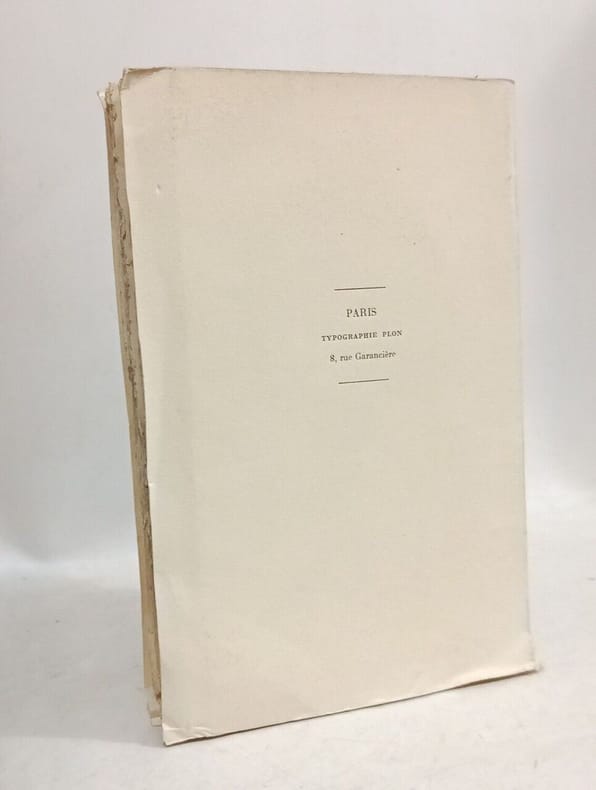 PARIS
TYPOGRAPHIE PLON
8, rue Garancière